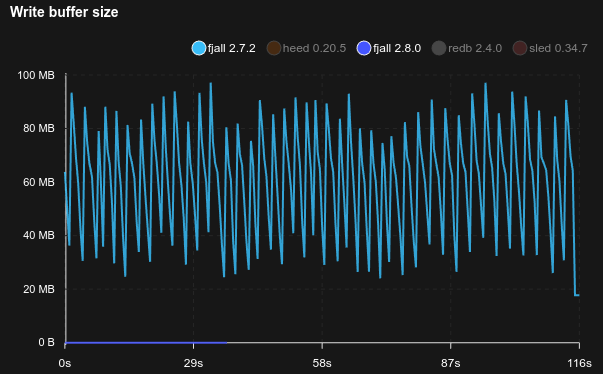 Write buffer size
fjall 2.7.2 heed 0.20.5 fjall 2.8.0 redb 2.4.0 sled 0.34.7
100 MB
80 MB
60 MB
40 MB
20 MB
0 B
0s 29s 58s 87s 116s